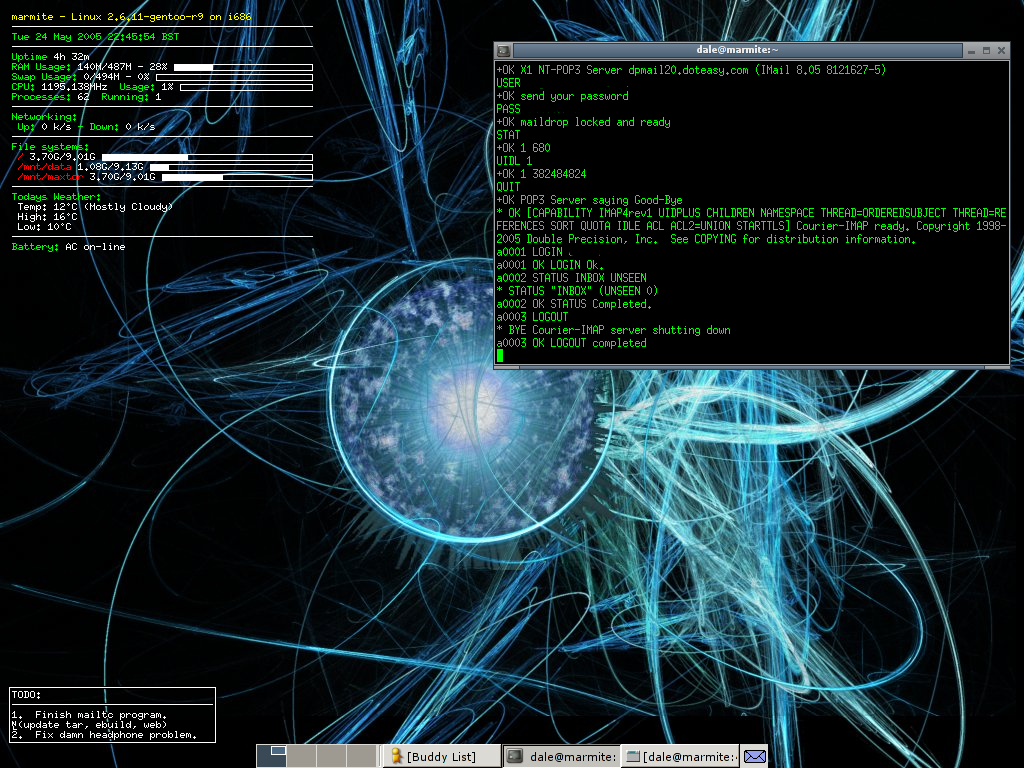 marmite - Linux 2.6.11-gentoo-r9 on i686
Tue 24 May 2005 22:45:54 BST
Uptime 4h 32m
RAM Usage: 140M/487M - 28%
Swap Usage: 0/494M - 0%
CPU: 1195.138MHz Usage: 1%
Processes: 62 Running: 1
Networking:
Up: 0 k/s - Down: 0 k/s
File systems:
/ 3.70G/9.01G
/mnt/data 1.08G/9.13G
/mnt/maxtor 3.70G/9.01G
Todays Weather:
Temp: 12°C (Mostly Cloudy)
High: 16°C
Low: 10°C
Battery: AC on-line
dale@marmite:~
+OK X1 NT-POP3 Server dpmail20.doteasy.com (IMail 8.05 8121627-5)
USER
+OK send your password
PASS
+OK maildrop locked and ready
STAT
+OK 1 680
UIDL 1
+OK 1 382484824
QUIT
+OK POP3 Server saying Good-Bye
* OK [CAPABILITY IMAP4rev1 UIDPLUS CHILDREN NAMESPACE THREAD=ORDEREDSUBJECT THREAD=RE
FERENCES SORT QUOTA IDLE ACL ACL2=UNION STARTTLS] Courier-IMAP ready. Copyright 1998-
2005 Double Precision, Inc.  See COPYING for distribution information.
a0001 LOGIN
a0001 OK LOGIN Ok.
a0002 STATUS INBOX UNSEEN
* STATUS "INBOX" (UNSEEN 0)
a0002 OK STATUS Completed.
a0003 LOGOUT
* BYE Courier-IMAP server shutting down
a0003 OK LOGOUT completed
TODO:
1.  Finish mailtc program.
(update tar, ebuild, web)
2.  Fix damn headphone problem.
[Buddy List]
dale@marmite:
[dale@marmite: